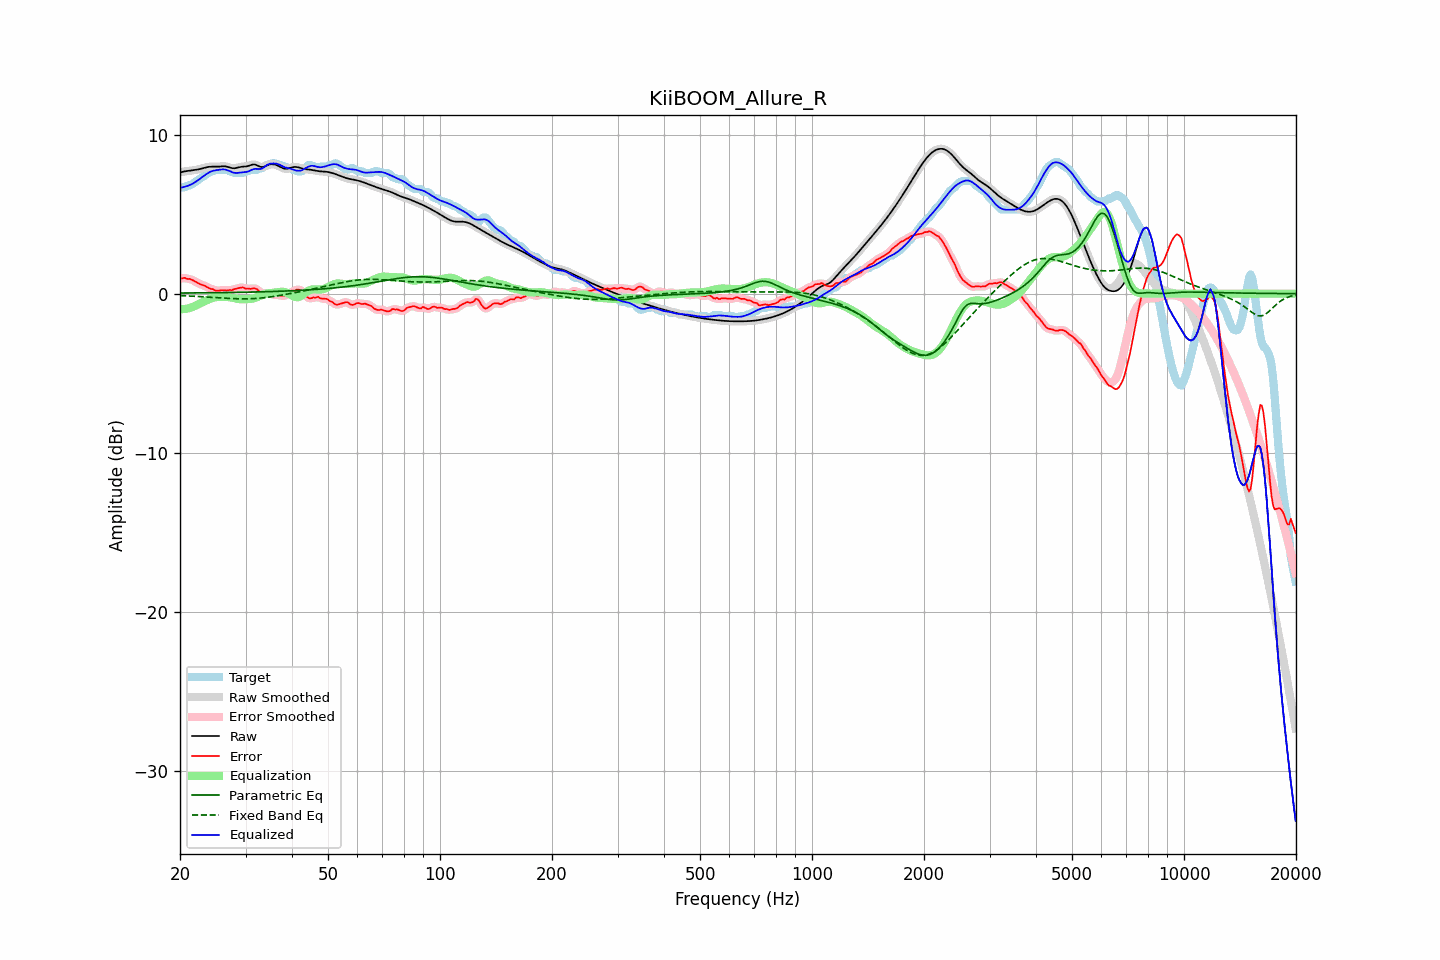 KiiBOOM_Allure_R
10
0
−10
−20
−30
Amplitude (dBr)
Target
Raw Smoothed
Error Smoothed
Raw
Error
Equalization
Parametric Eq
Fixed Band Eq
Equalized
20 50 100 200 500 1000 2000 5000 10000 20000
Frequency (Hz)